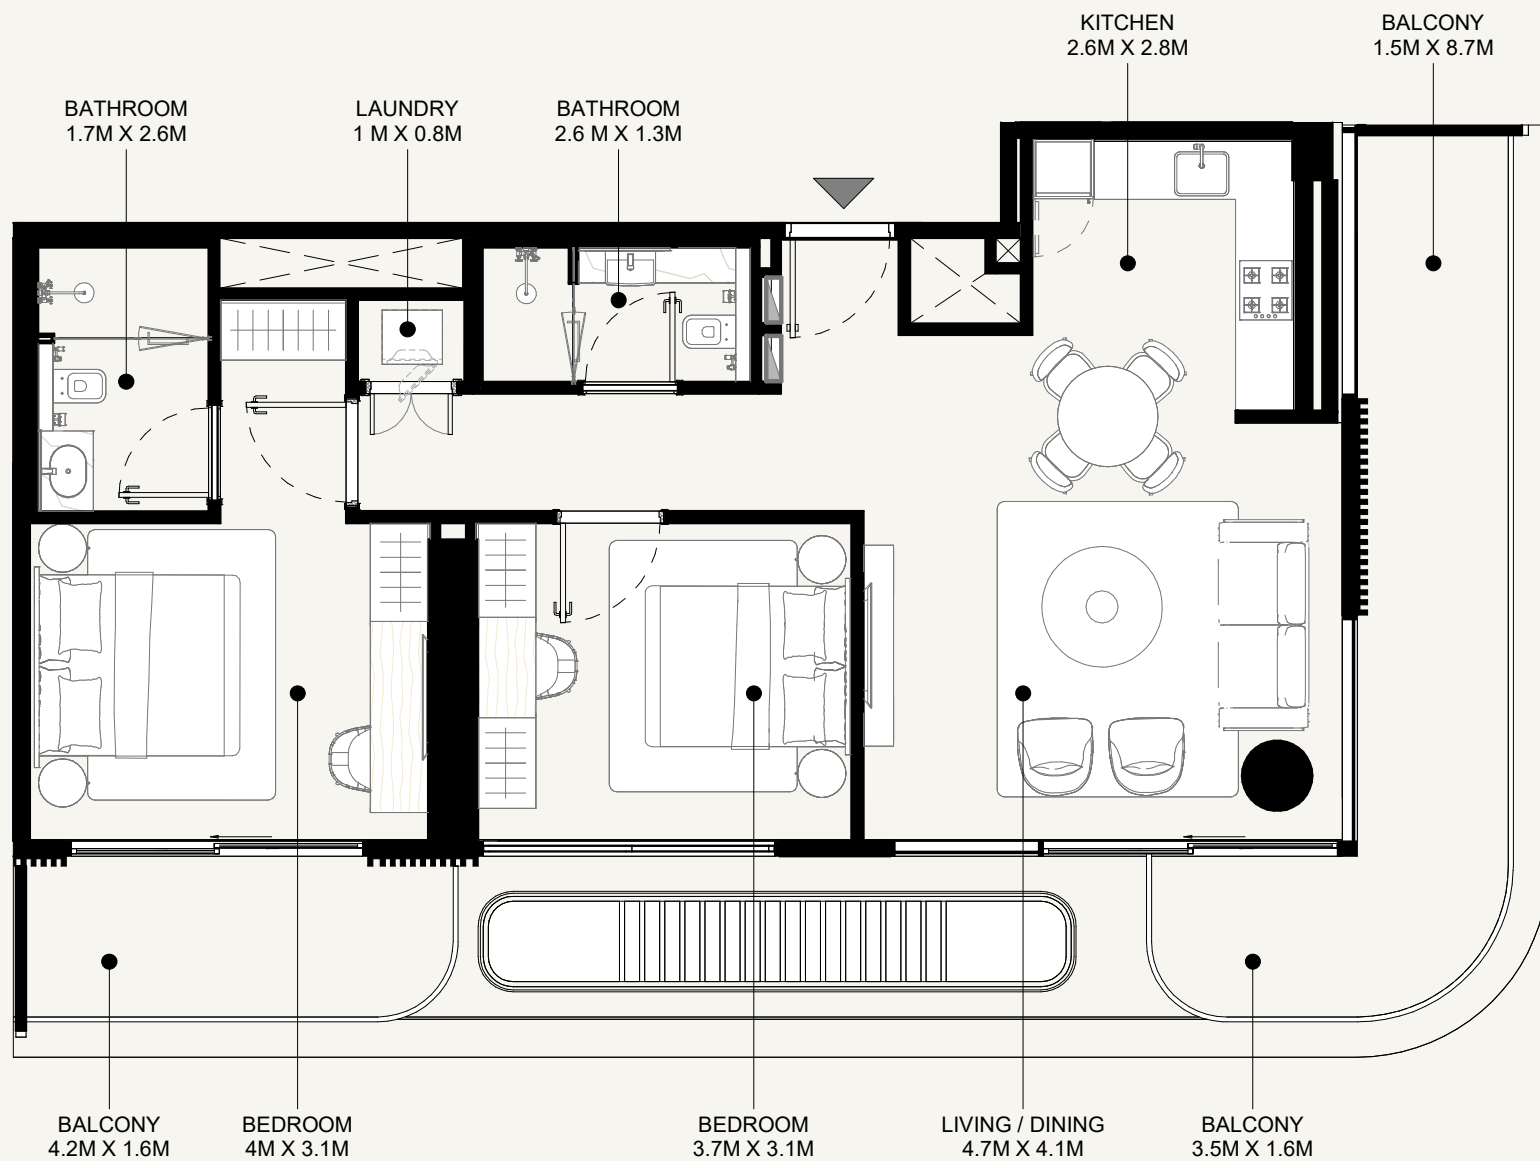 KITCHEN
2.6M X 2.8M
BALCONY
1.5M X 8.7M
BATHROOM
1.7M X 2.6M
LAUNDRY
1 M X 0.8M
BATHROOM
2.6 M X 1.3M
BALCONY
4.2M X 1.6M
BEDROOM
4M X 3.1M
BEDROOM
3.7M X 3.1M
LIVING / DINING
4.7M X 4.1M
BALCONY
3.5M X 1.6M